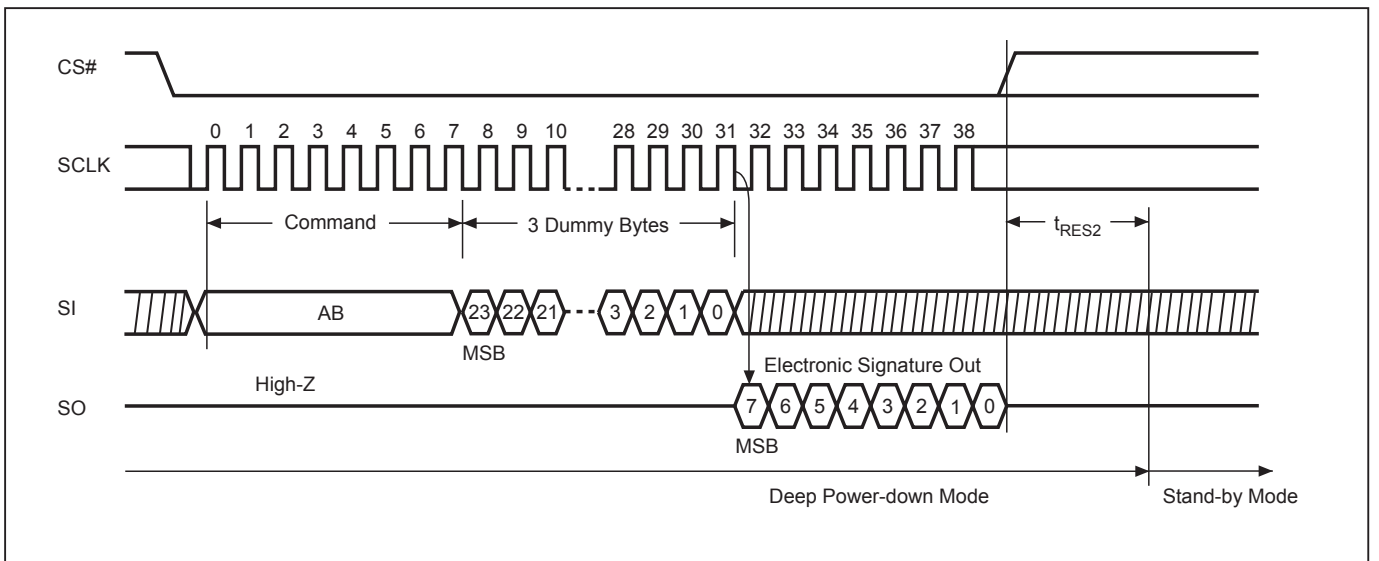 CS#
0 1 2 3 4 5 6 7 8 9 10 28 29 30 31 32 33 34 35 36 37 38
SCLK
Command 3 Dummy Bytes tRES2
SI AB 23 22 21 3 2 1 0
MSB
High-Z Electronic Signature Out
SO 7 6 5 4 3 2 1 0
MSB
Deep Power-down Mode Stand-by Mode